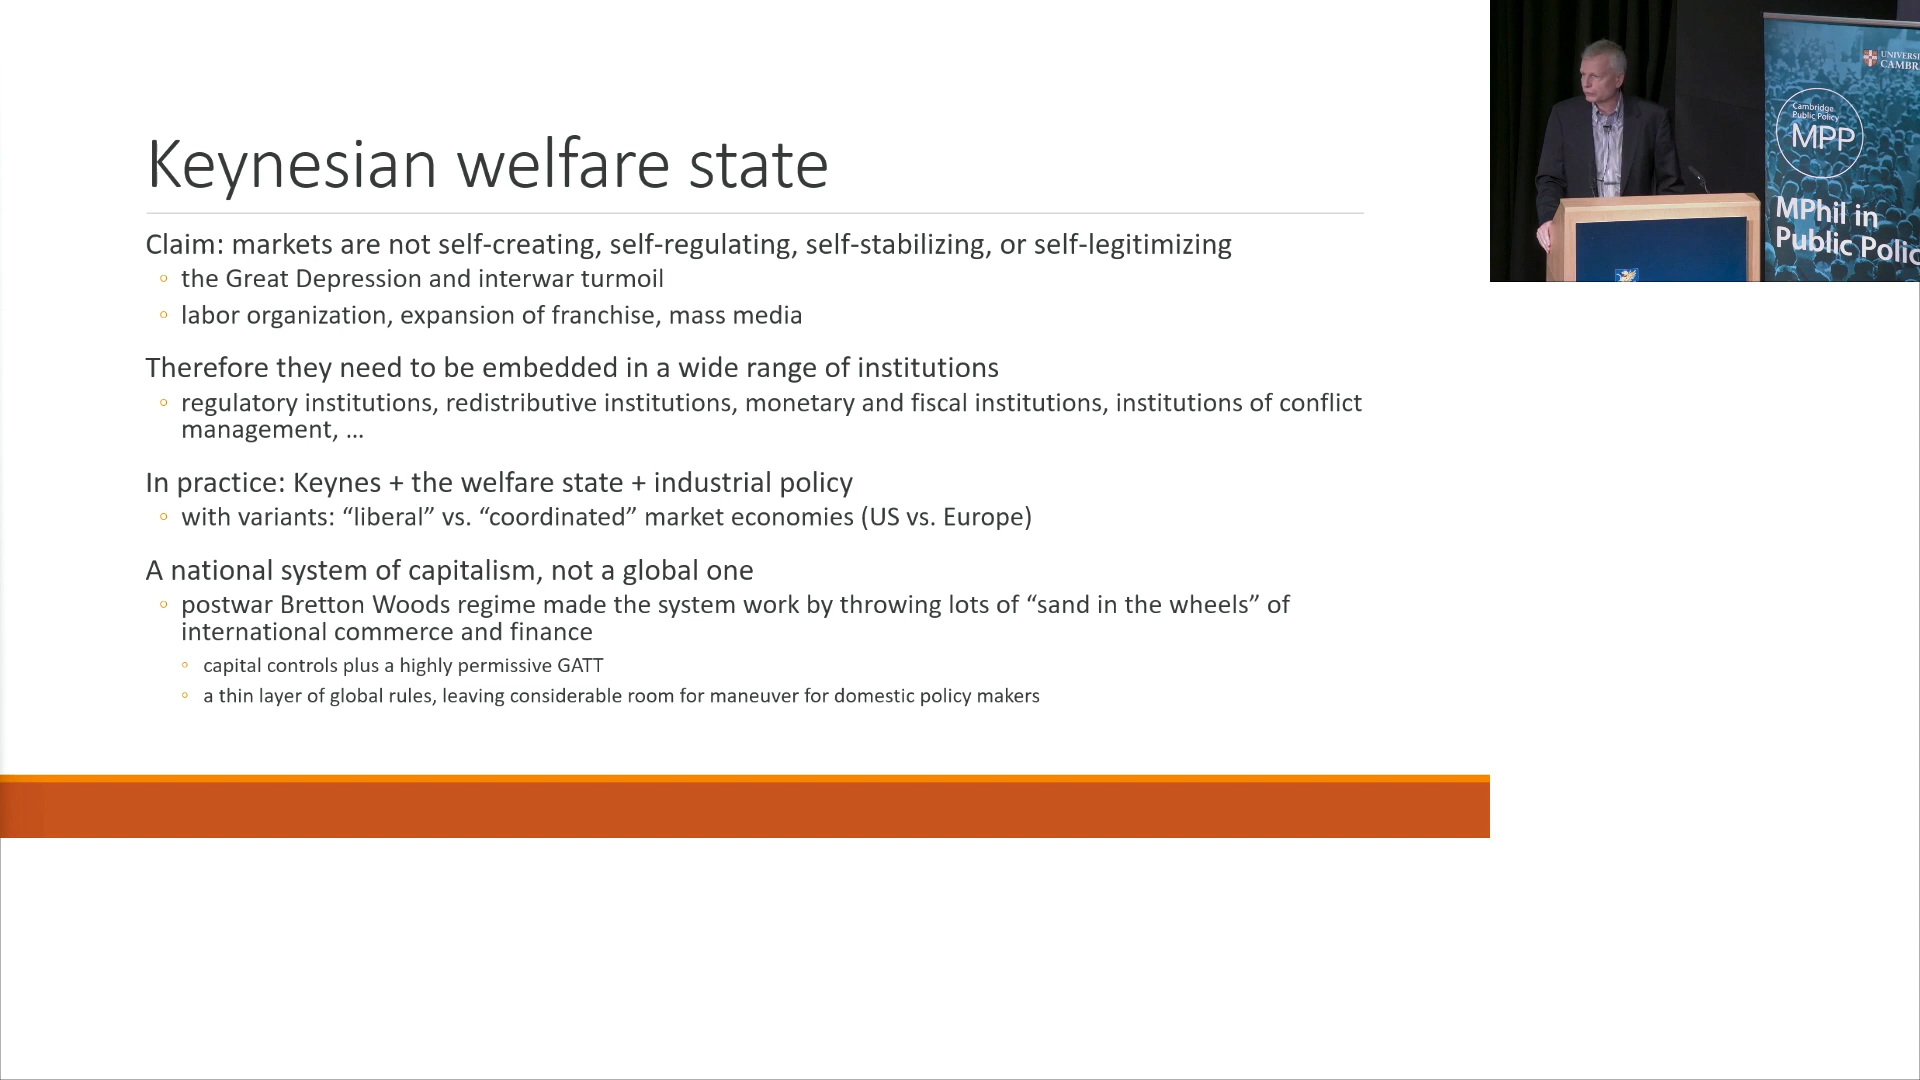 Keynesian welfare state
Claim: markets are not self-creating, self-regulating, self-stabilizing, or self-legitimizing
◦ the Great Depression and interwar turmoil
◦ labor organization, expansion of franchise, mass media
Therefore they need to be embedded in a wide range of institutions
◦ regulatory institutions, redistributive institutions, monetary and fiscal institutions, institutions of conflict
management, …
In practice: Keynes + the welfare state + industrial policy
◦ with variants: “liberal” vs. “coordinated” market economies (US vs. Europe)
A national system of capitalism, not a global one
◦ postwar Bretton Woods regime made the system work by throwing lots of “sand in the wheels” of
international commerce and finance
◦ capital controls plus a highly permissive GATT
◦ a thin layer of global rules, leaving considerable room for maneuver for domestic policy makers
UNIVERSI
CAMBR
Cambridge
Public Policy
MPP
MPhil in
Public Polic